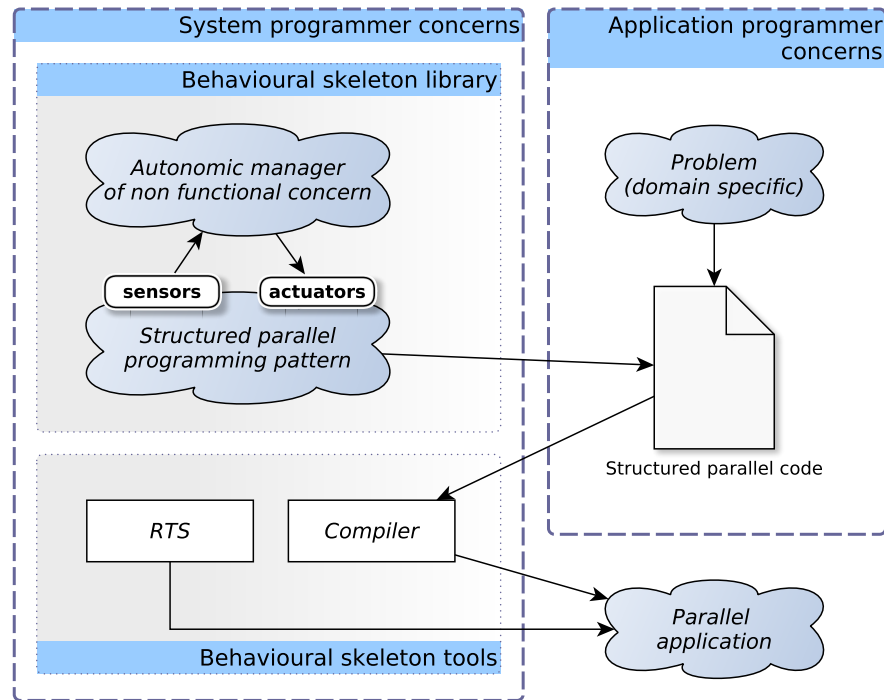 System programmer concerns
Behavioural skeleton library
Autonomic manager
of non functional concern
sensors
actuators
Structured parallel
programming pattern
RTS
Compiler
Behavioural skeleton tools
Application programmer
concerns
Problem
(domain specific)
Structured parallel code
Parallel
application